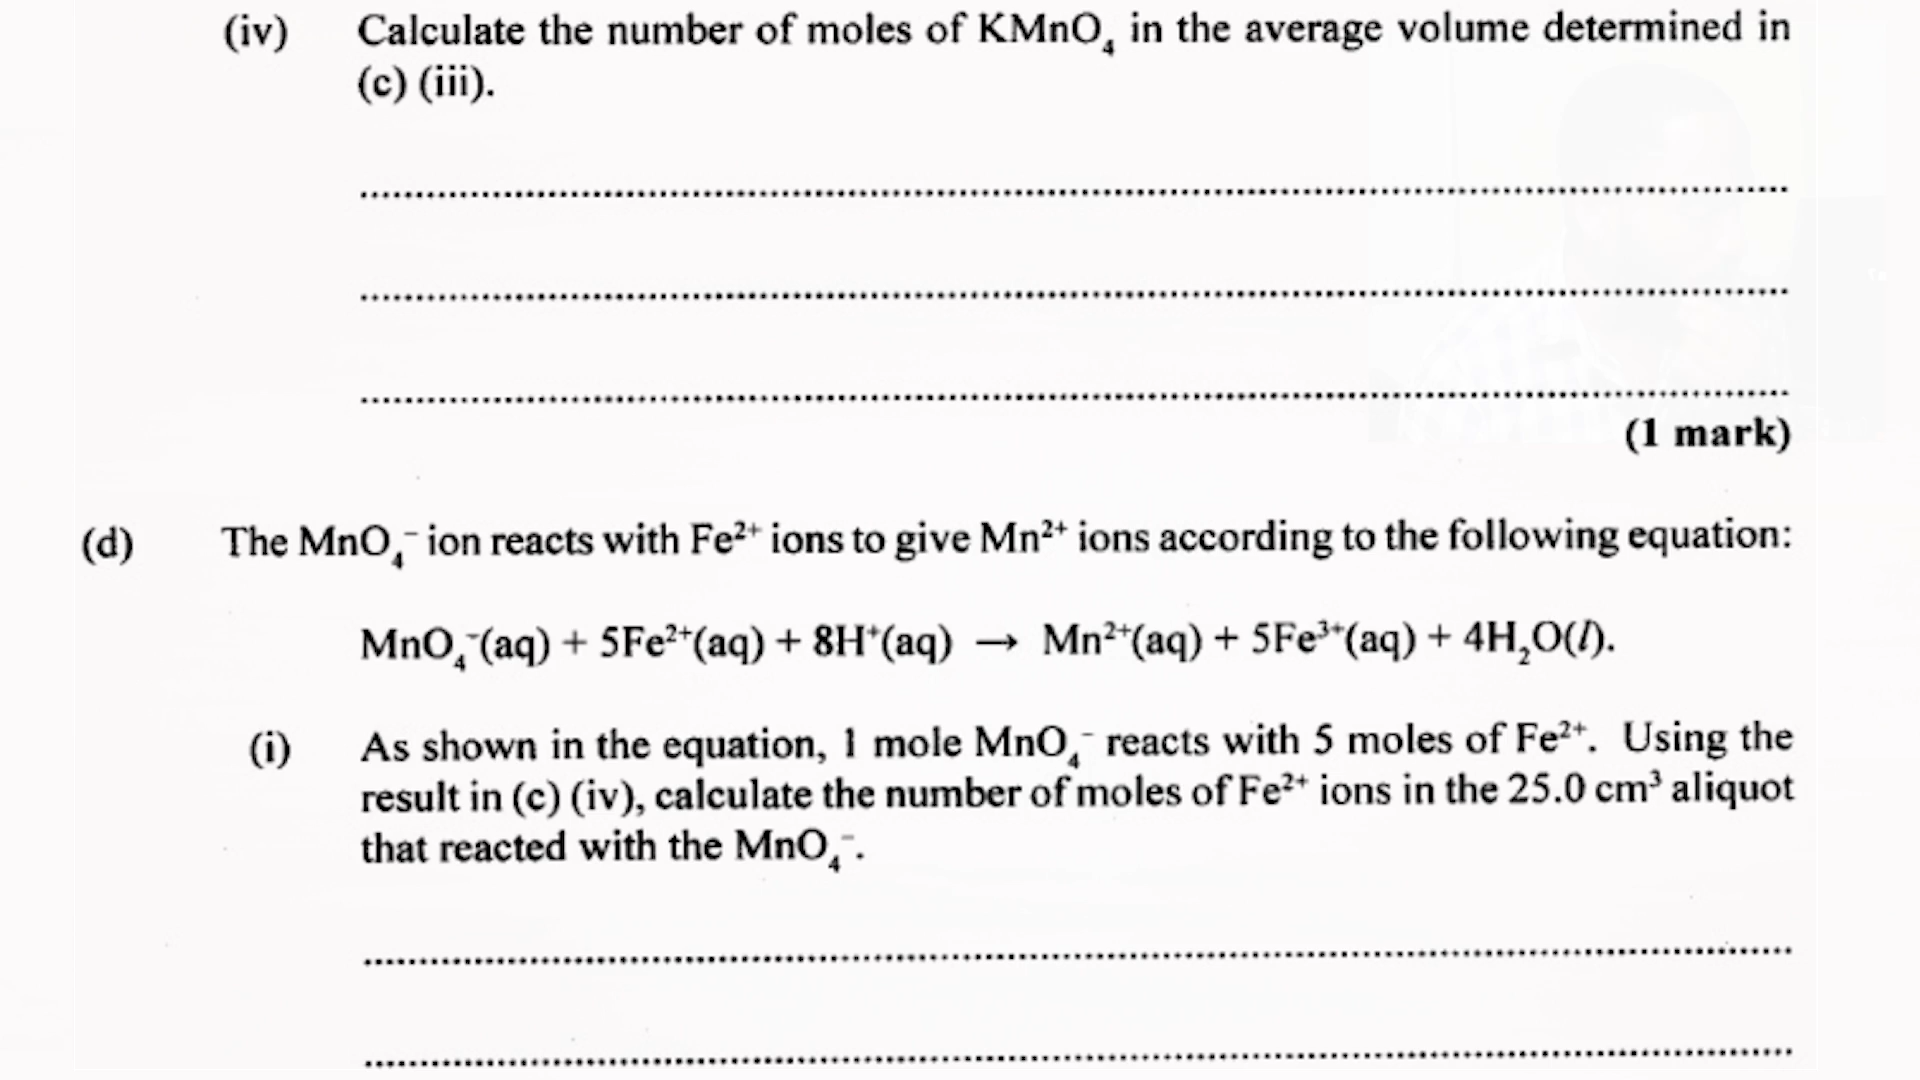 (iv) Calculate the number of moles of KMnO₄ in the average volume determined in
(c) (iii).
(1 mark)
(d) The MnO₄⁻ ion reacts with Fe²⁺ ions to give Mn²⁺ ions according to the following equation:
MnO₄⁻(aq) + 5Fe²⁺(aq) + 8H⁺(aq) → Mn²⁺(aq) + 5Fe³⁺(aq) + 4H₂O(l).
(i) As shown in the equation, 1 mole MnO₄⁻ reacts with 5 moles of Fe²⁺. Using the
result in (c) (iv), calculate the number of moles of Fe²⁺ ions in the 25.0 cm³ aliquot
that reacted with the MnO₄⁻.